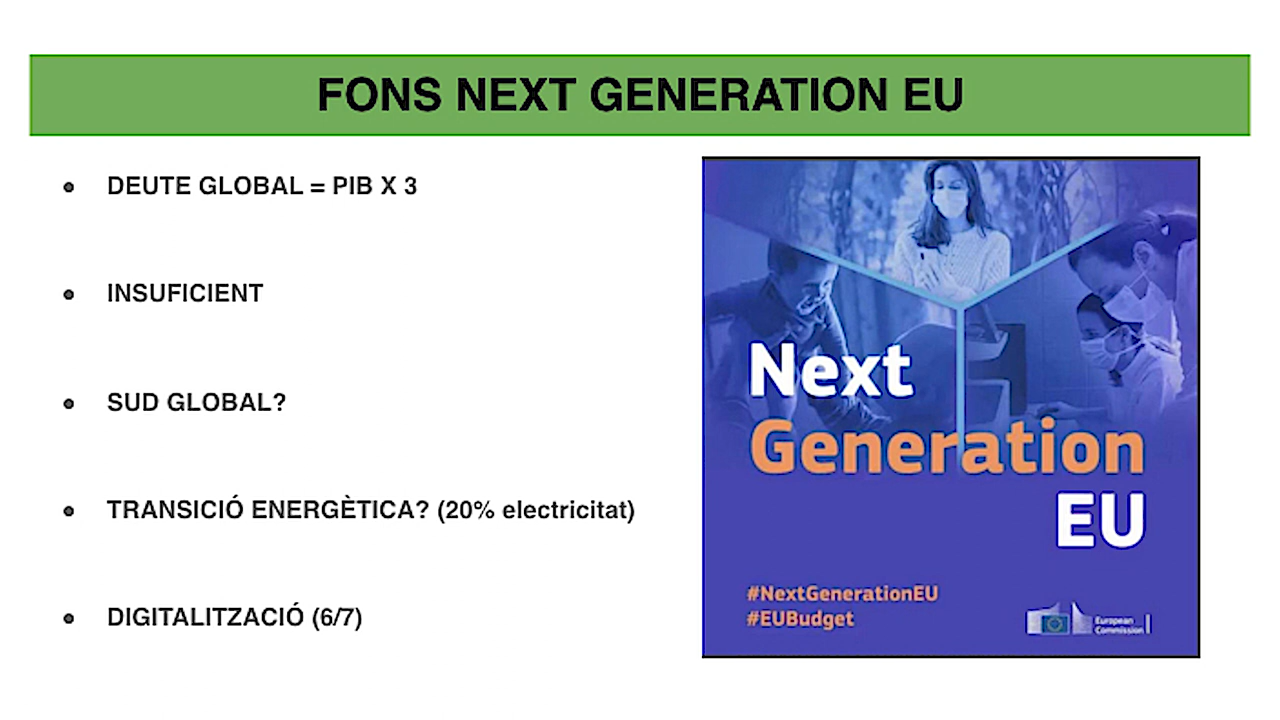 FONS NEXT GENERATION EU
DEUTE GLOBAL = PIB X 3
INSUFICIENT
SUD GLOBAL?
TRANSICIÓ ENERGÈTICA? (20% electricitat)
DIGITALITZACIÓ (6/7)
Next
Generation
EU
#NextGenerationEU
#EUBudget
European
Commission